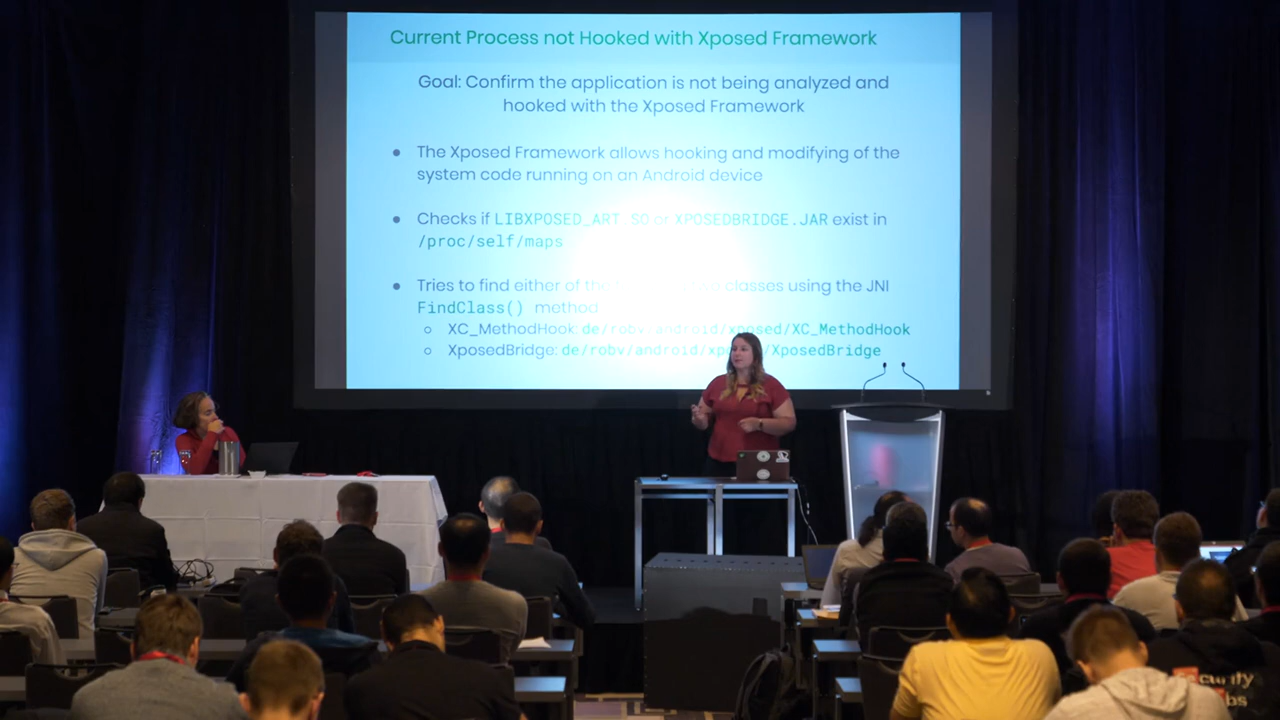 Current Process not Hooked with Xposed Framework
Goal: Confirm the application is not being analyzed and
hooked with the Xposed Framework
● The Xposed Framework allows hooking and modifying of the
system code running on an Android device
● Checks if LIBXPOSED_ART.SO or XPOSEDBRIDGE.JAR exist in
/proc/self/maps
● Tries to find either of the two classes using the JNI
FindClass() method
○ XC_MethodHook: de/robv/android/xposed/XC_MethodHook
○ XposedBridge: de/robv/android/ /XposedBridge